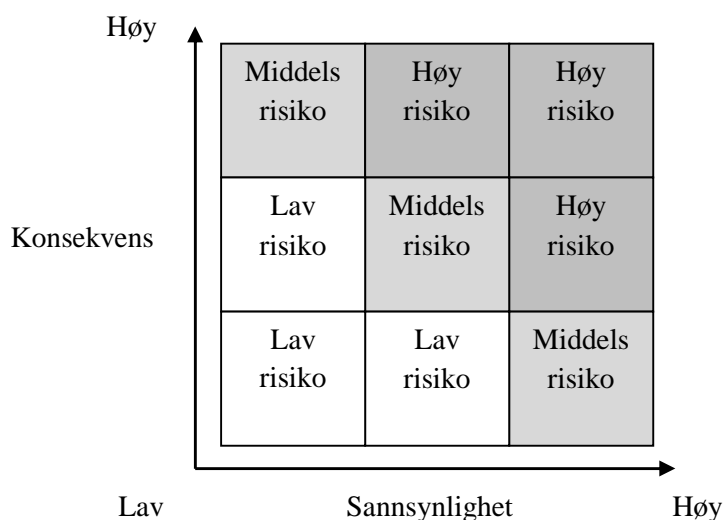 Høy
Middels Høy Høy
risiko risiko risiko
Konsekvens
Lav Middels Høy
risiko risiko risiko
Lav Lav Middels
risiko risiko risiko
Lav Sannsynlighet Høy